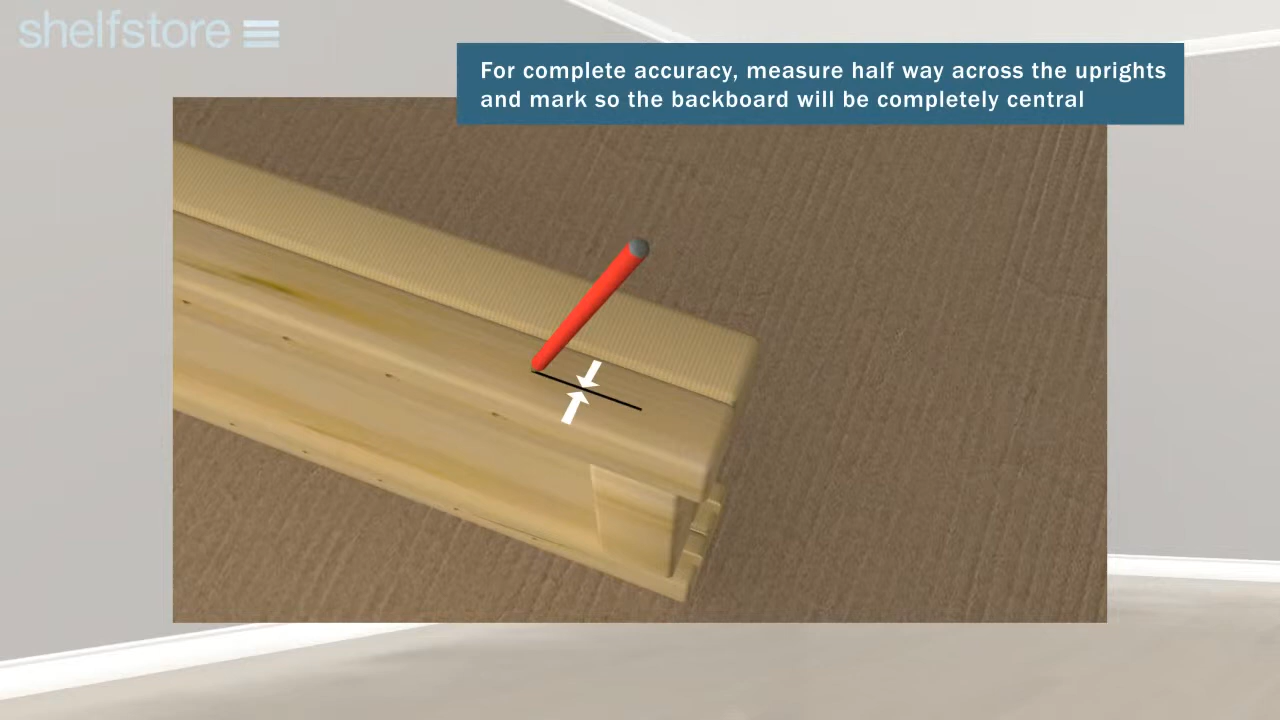 shelfstore
For complete accuracy, measure half way across the uprights
and mark so the backboard will be completely central